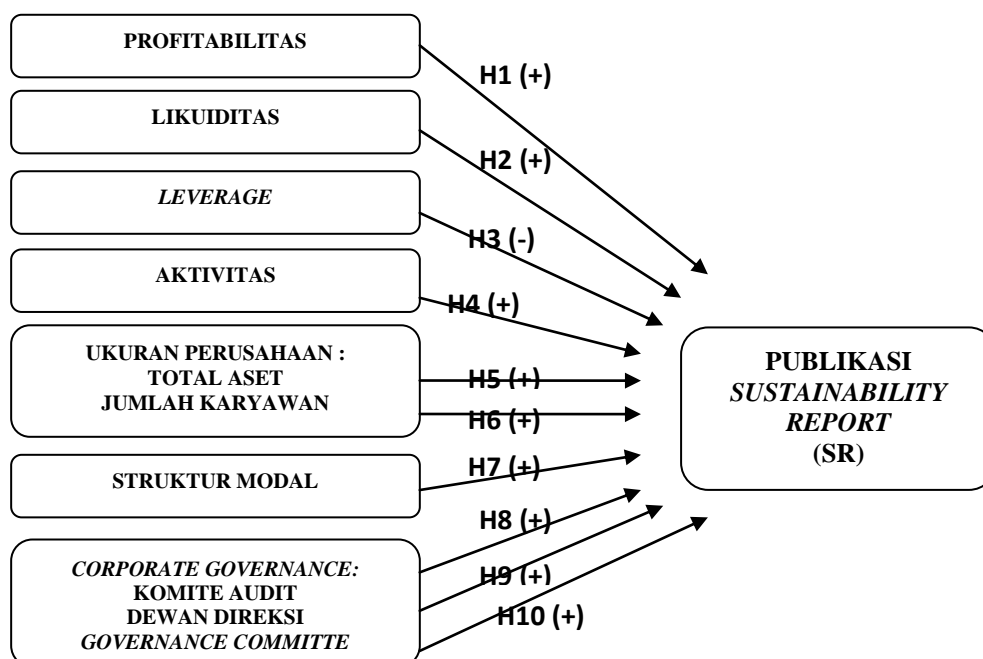 PROFITABILITAS
H1 (+)
LIKUIDITAS
H2 (+)
LEVERAGE
H3 (-)
AKTIVITAS
H4 (+)
UKURAN PERUSAHAAN :
TOTAL ASET
JUMLAH KARYAWAN
H5 (+)
H6 (+)
STRUKTUR MODAL
H7 (+)
CORPORATE GOVERNANCE:
KOMITE AUDIT
DEWAN DIREKSI
GOVERNANCE COMMITTE
H8 (+)
H9 (+)
H10 (+)
PUBLIKASI
SUSTAINABILITY
REPORT
(SR)